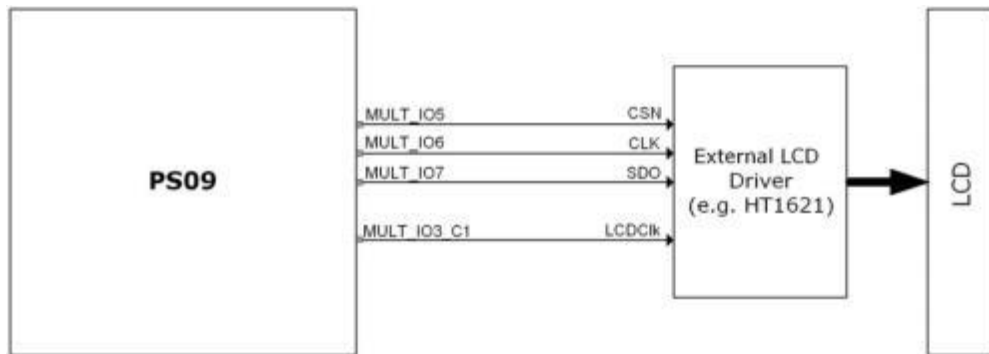 PS09
MULT_IO5
CSN
MULT_IO6
CLK
MULT_IO7
SDO
MULT_IO3_C1
LCDClk
External LCD
Driver
(e.g. HT1621)
LCD